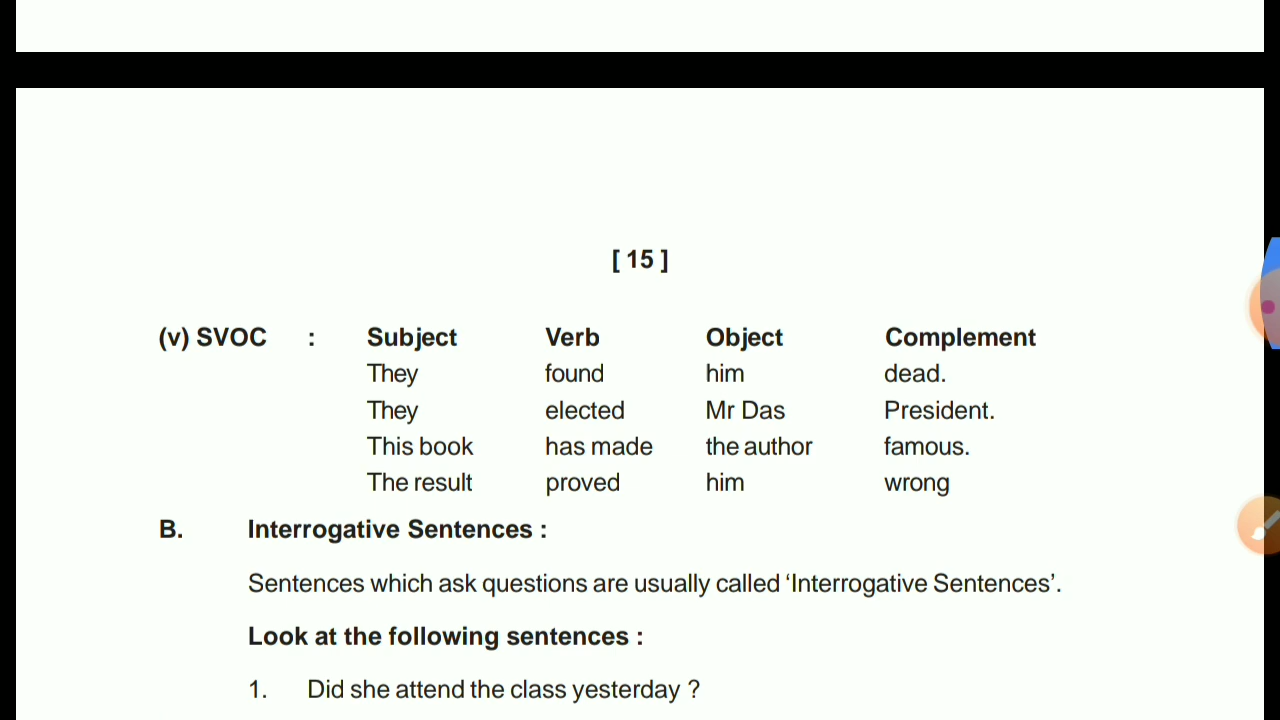 [ 15 ]
(v) SVOC : Subject Verb Object Complement
They found him dead.
They elected Mr Das President.
This book has made the author famous.
The result proved him wrong
B. Interrogative Sentences :
Sentences which ask questions are usually called ‘Interrogative Sentences’.
Look at the following sentences :
1. Did she attend the class yesterday ?